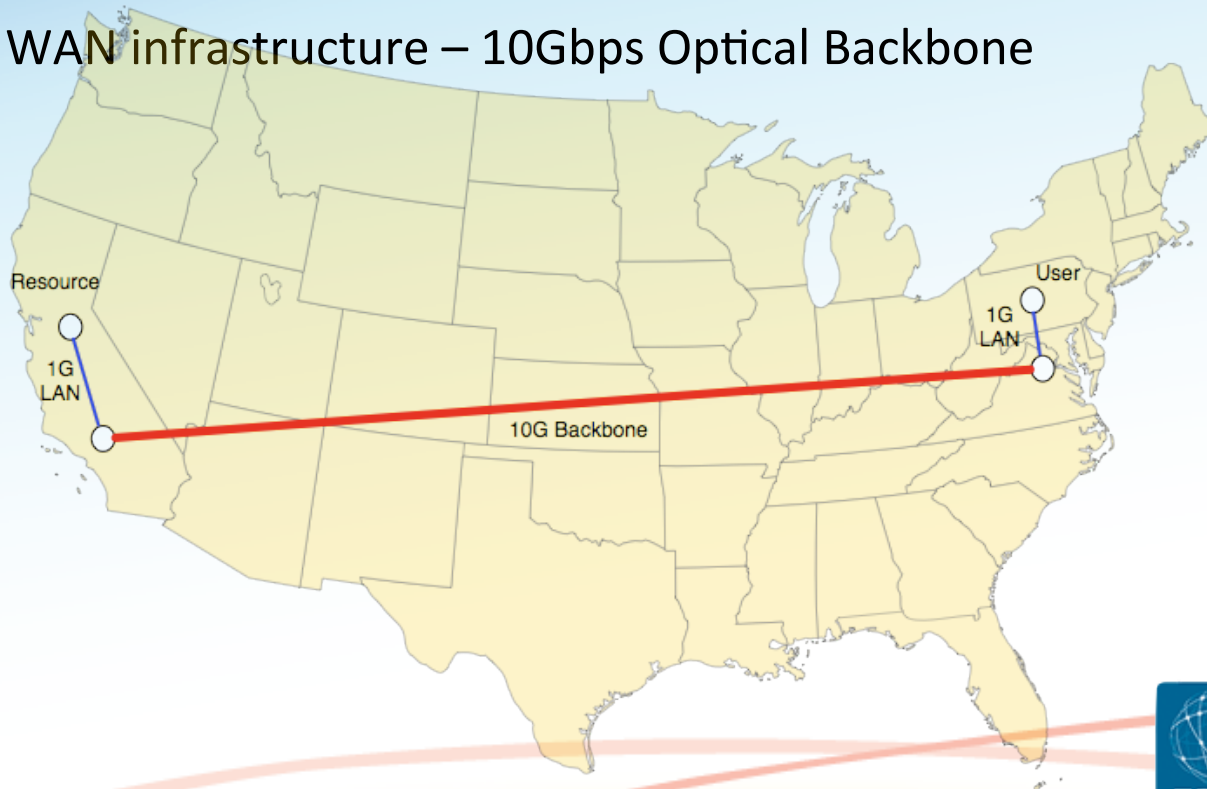 WAN infrastructure – 10Gbps Optical Backbone
Resource
1G
LAN
User
1G
LAN
10G Backbone